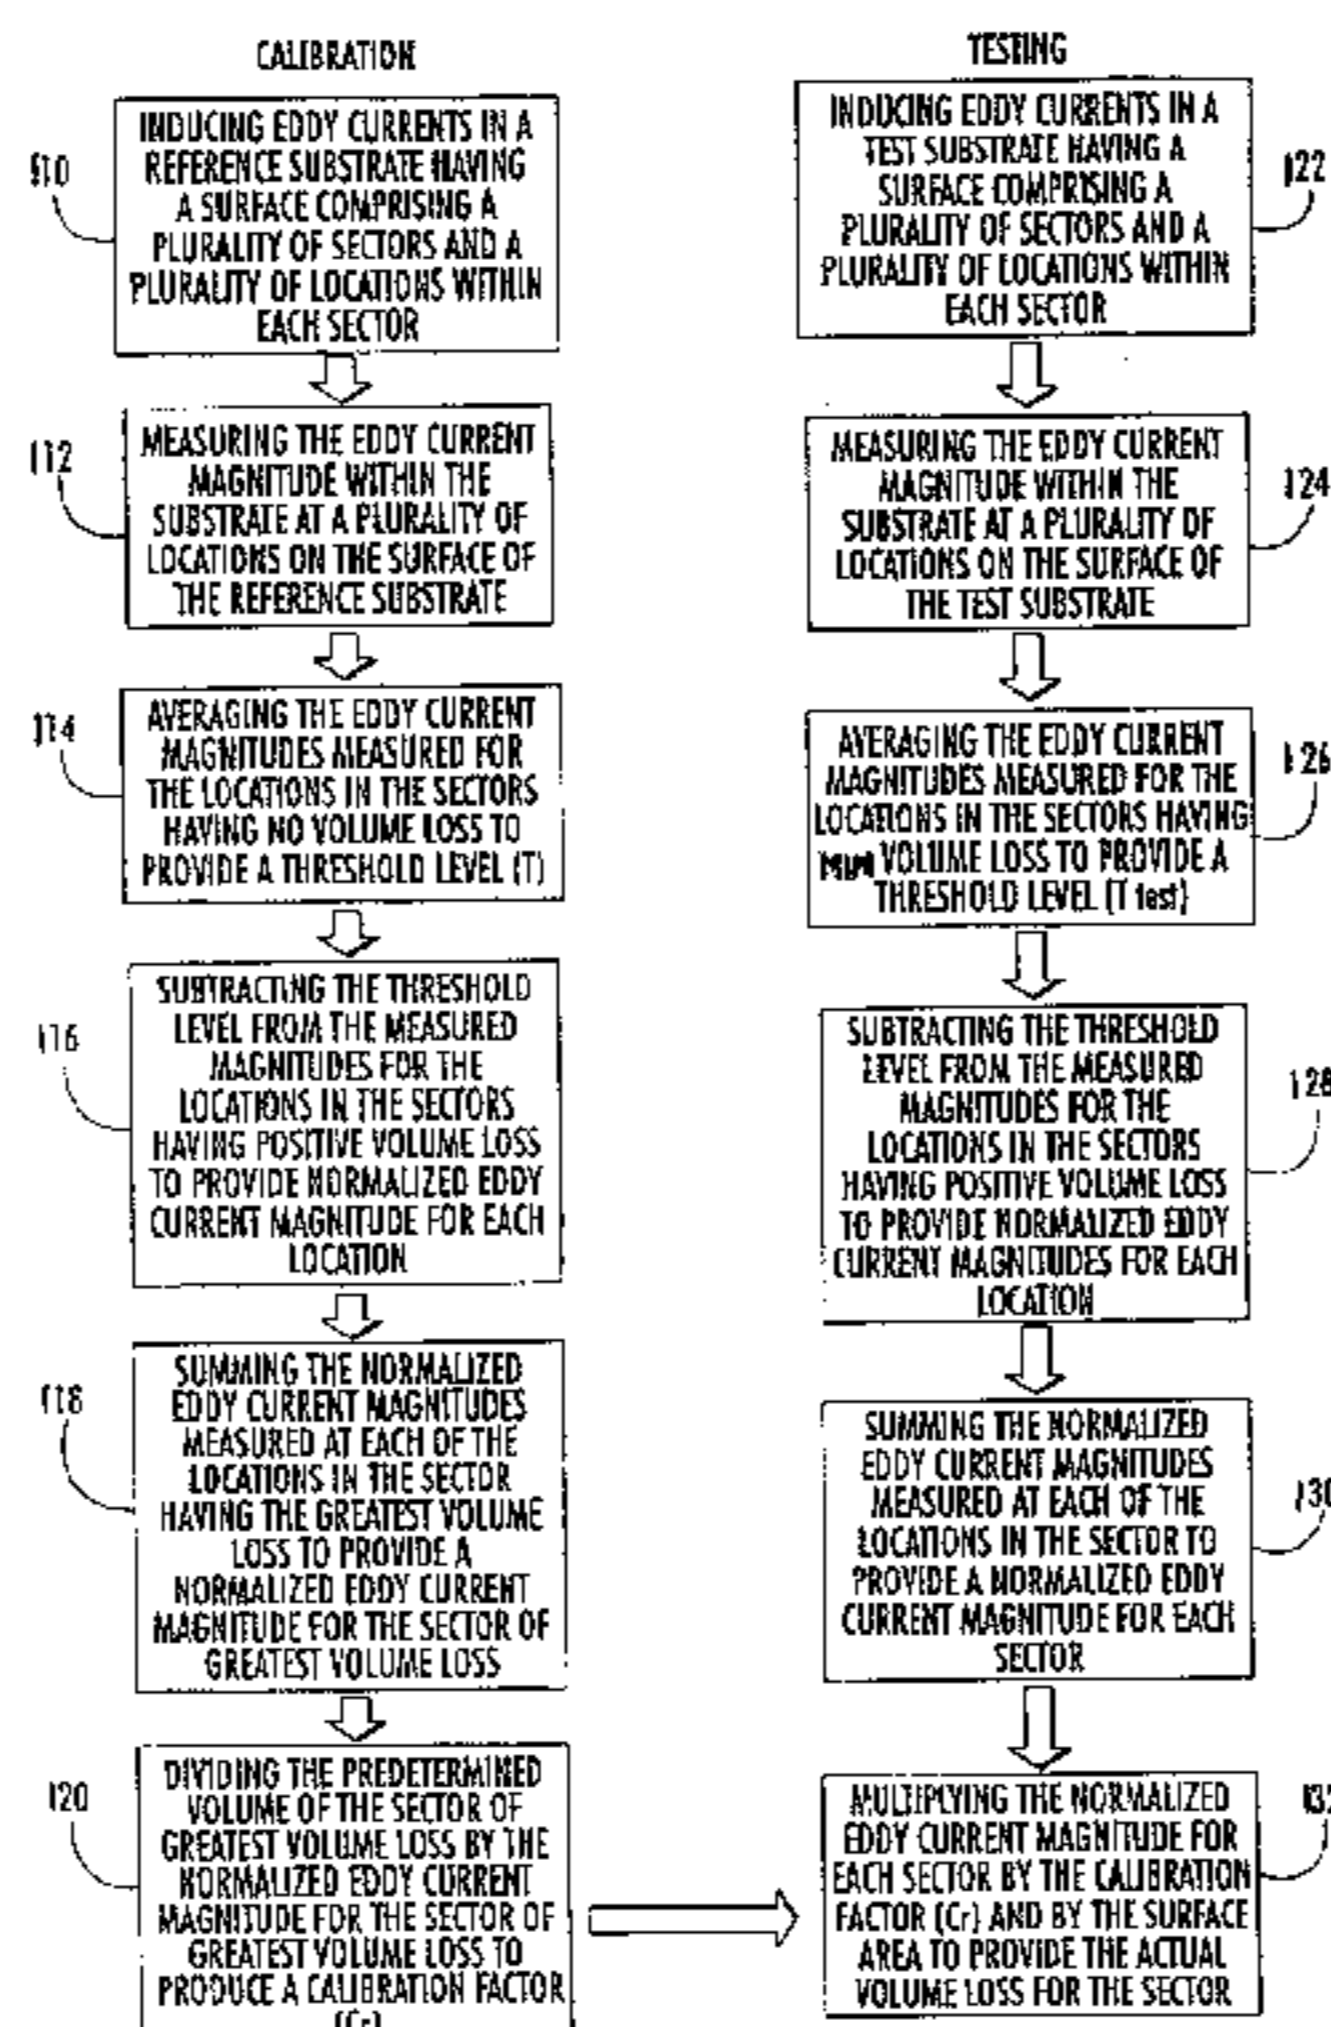 CALIBRATION
110
INDUCING EDDY CURRENTS IN A
REFERENCE SUBSTRATE HAVING
A SURFACE COMPRISING A
PLURALITY OF SECTORS AND A
PLURALITY OF LOCATIONS WITHIN
EACH SECTOR
112
MEASURING THE EDDY CURRENT
MAGNITUDE WITHIN THE
SUBSTRATE AT A PLURALITY OF
LOCATIONS ON THE SURFACE OF
THE REFERENCE SUBSTRATE
114
AVERAGING THE EDDY CURRENT
MAGNITUDES MEASURED FOR
THE LOCATIONS IN THE SECTORS
HAVING NO VOLUME LOSS TO
PROVIDE A THRESHOLD LEVEL (T)
116
SUBTRACTING THE THRESHOLD
LEVEL FROM THE MEASURED
MAGNITUDES FOR THE
LOCATIONS IN THE SECTORS
HAVING POSITIVE VOLUME LOSS
TO PROVIDE NORMALIZED EDDY
CURRENT MAGNITUDE FOR EACH
LOCATION
118
SUMMING THE NORMALIZED
EDDY CURRENT MAGNITUDES
MEASURED AT EACH OF THE
LOCATIONS IN THE SECTOR
HAVING THE GREATEST VOLUME
LOSS TO PROVIDE A
NORMALIZED EDDY CURRENT
MAGNITUDE FOR THE SECTOR OF
GREATEST VOLUME LOSS
120
DIVIDING THE PREDETERMINED
VOLUME OF THE SECTOR OF
GREATEST VOLUME LOSS BY THE
NORMALIZED EDDY CURRENT
MAGNITUDE FOR THE SECTOR OF
GREATEST VOLUME LOSS TO
PRODUCE A CALIBRATION FACTOR
(Cr)
TESTING
122
INDUCING EDDY CURRENTS IN A
TEST SUBSTRATE HAVING A
SURFACE COMPRISING A
PLURALITY OF SECTORS AND A
PLURALITY OF LOCATIONS WITHIN
EACH SECTOR
124
MEASURING THE EDDY CURRENT
MAGNITUDE WITHIN THE
SUBSTRATE AT A PLURALITY OF
LOCATIONS ON THE SURFACE OF
THE TEST SUBSTRATE
126
AVERAGING THE EDDY CURRENT
MAGNITUDES MEASURED FOR THE
LOCATIONS IN THE SECTORS HAVING
VOLUME LOSS TO PROVIDE A
THRESHOLD LEVEL (T test)
128
SUBTRACTING THE THRESHOLD
LEVEL FROM THE MEASURED
MAGNITUDES FOR THE
LOCATIONS IN THE SECTORS
HAVING POSITIVE VOLUME LOSS
TO PROVIDE NORMALIZED EDDY
CURRENT MAGNITUDES FOR EACH
LOCATION
130
SUMMING THE NORMALIZED
EDDY CURRENT MAGNITUDES
MEASURED AT EACH OF THE
LOCATIONS IN THE SECTOR TO
PROVIDE A NORMALIZED EDDY
CURRENT MAGNITUDE FOR EACH
SECTOR
132
MULTIPLYING THE NORMALIZED
EDDY CURRENT MAGNITUDE FOR
EACH SECTOR BY THE CALIBRATION
FACTOR (Cr) AND BY THE SURFACE
AREA TO PROVIDE THE ACTUAL
VOLUME LOSS FOR THE SECTOR